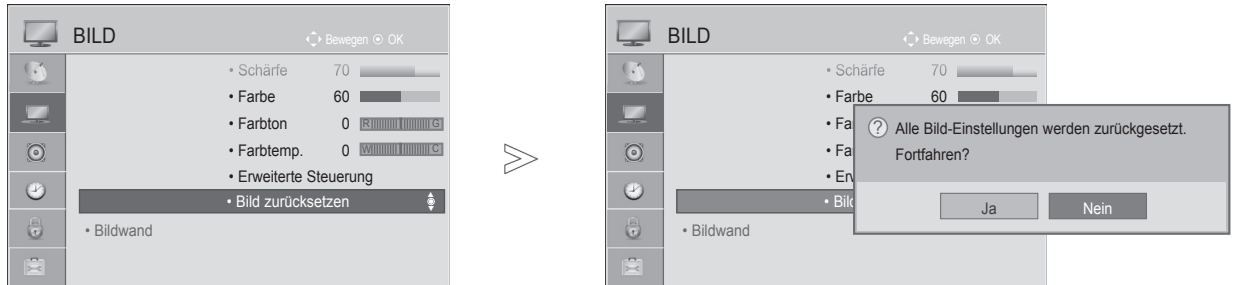 BILD
Bewegen ⊙ OK
• Schärfe 70
• Farbe 60
• Farbton 0 R G
• Farbtemp. 0 W C
• Erweiterte Steuerung
• Bild zurücksetzen
• Bildwand
>>
BILD
Bewegen ⊙ OK
• Schärfe 70
• Farbe 60
• Fa
• Fa
• Erw
• Bild
• Bildwand
? Alle Bild-Einstellungen werden zurückgesetzt.
Fortfahren?
Ja Nein